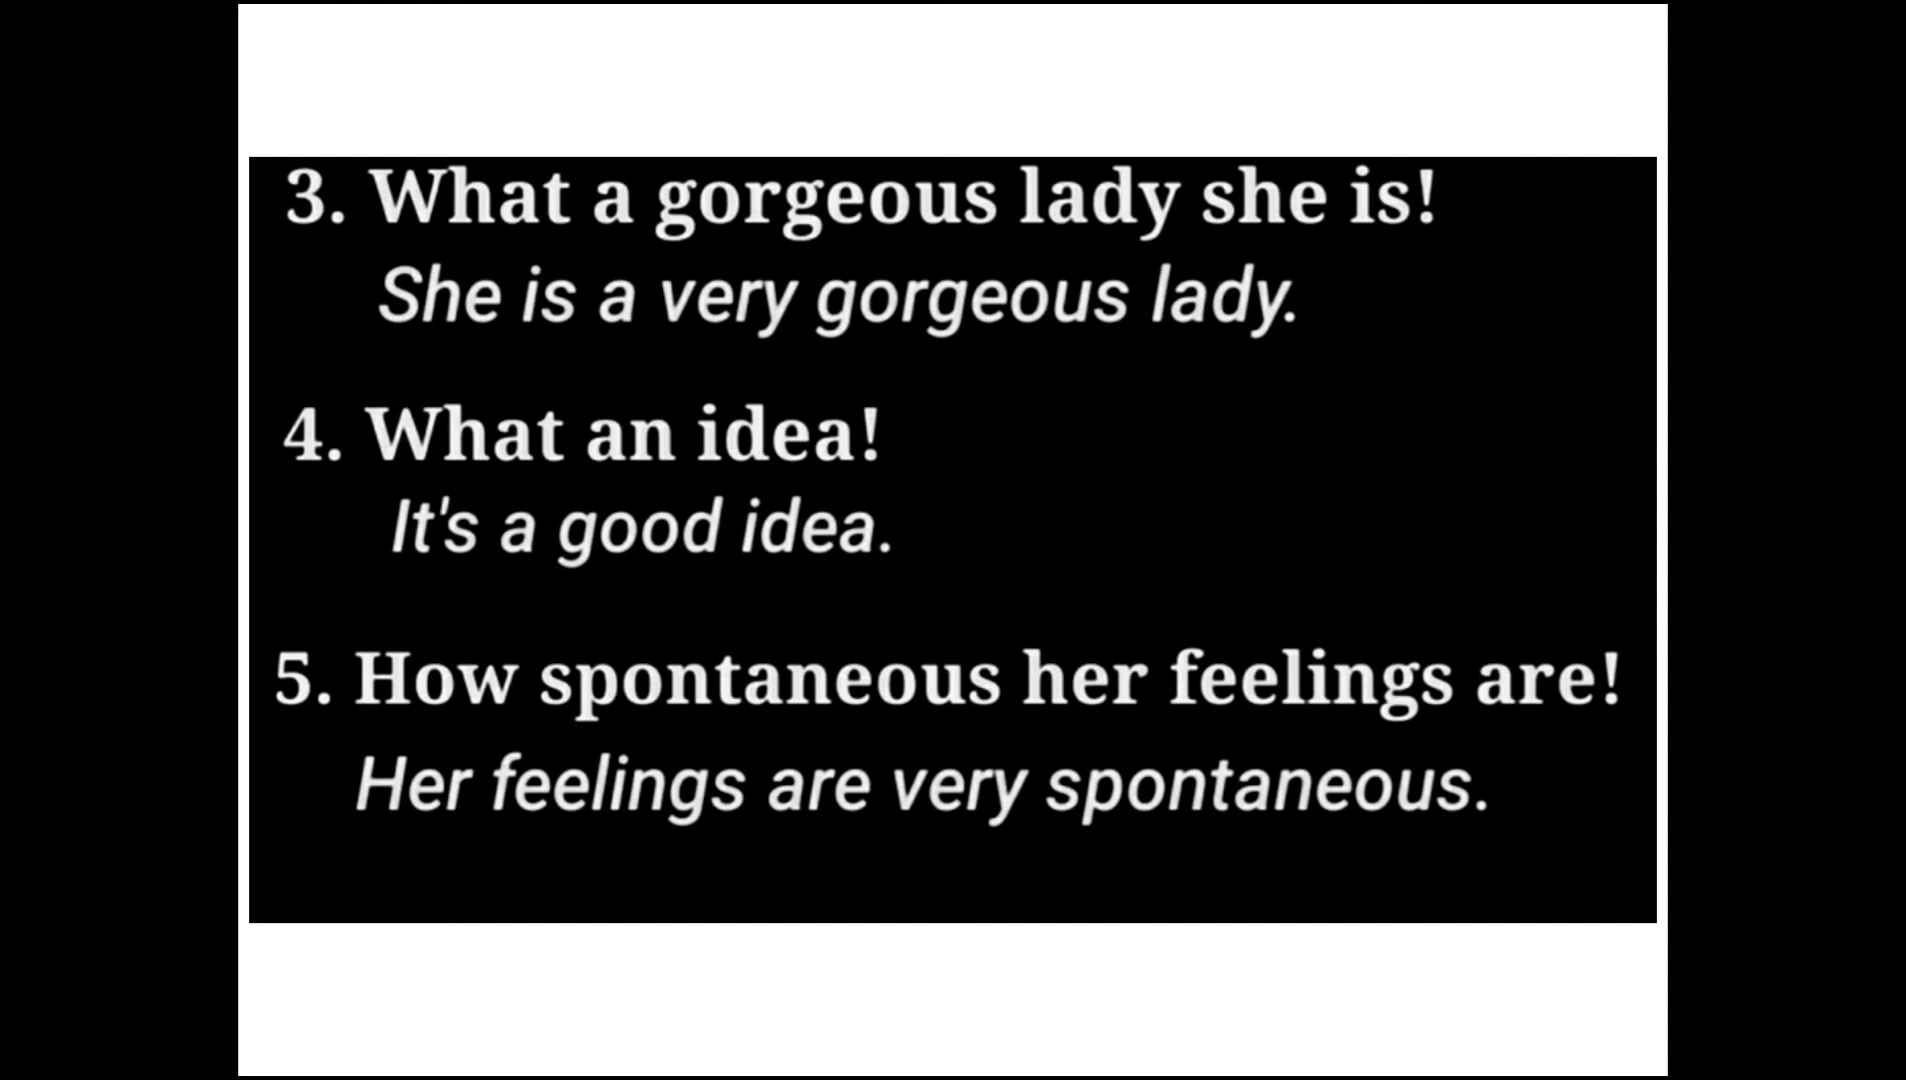 3. What a gorgeous lady she is!
She is a very gorgeous lady.
4. What an idea!
It's a good idea.
5. How spontaneous her feelings are!
Her feelings are very spontaneous.